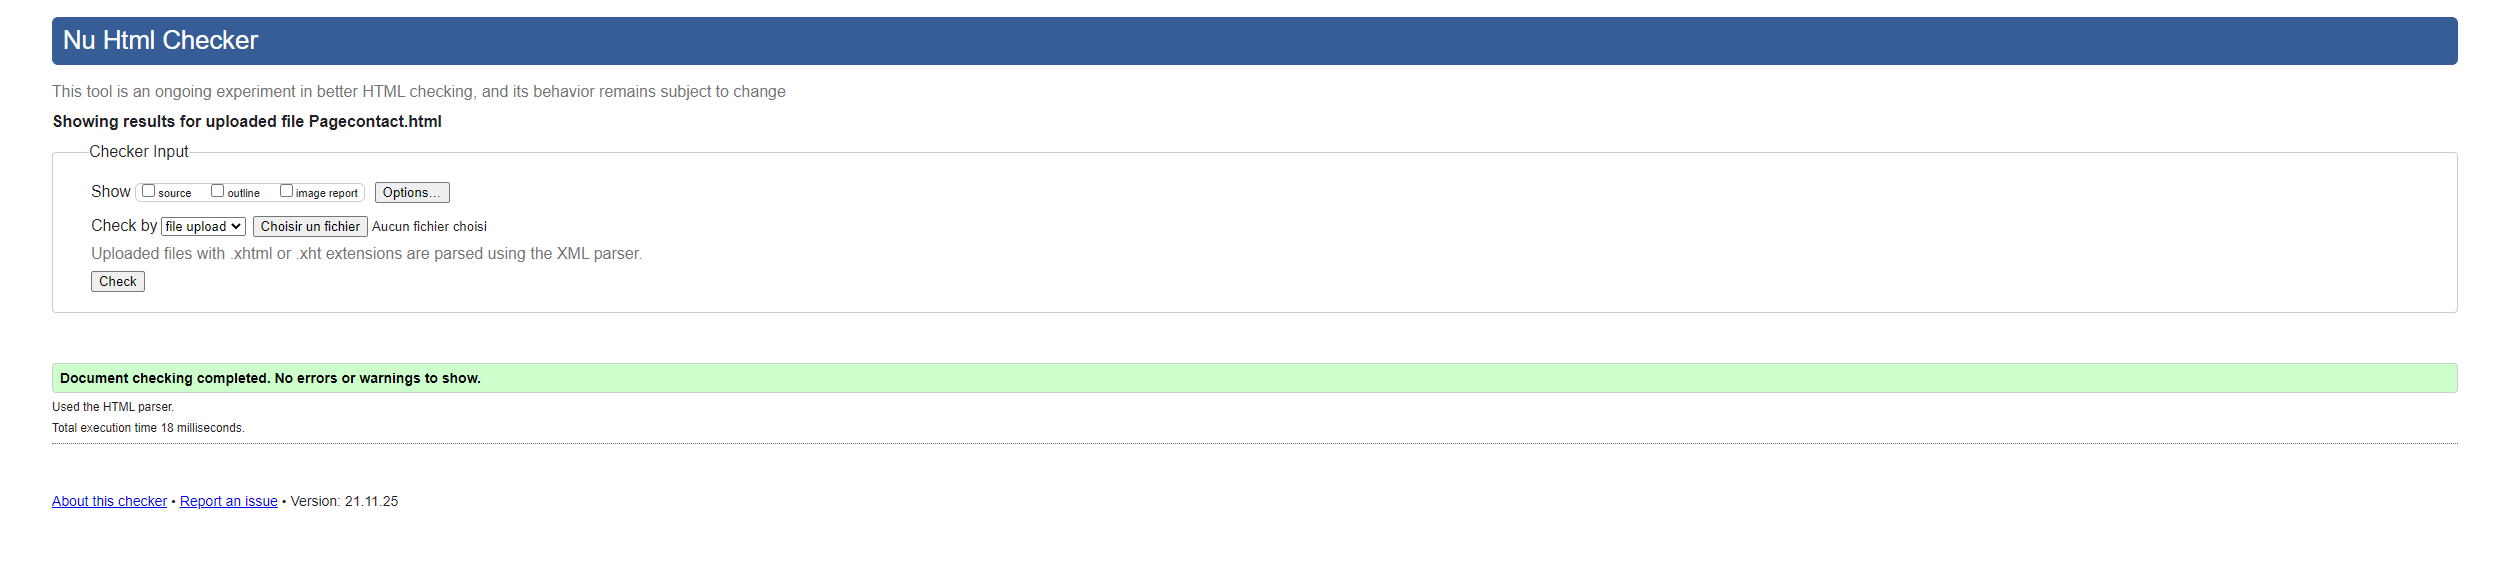 Nu Html Checker
This tool is an ongoing experiment in better HTML checking, and its behavior remains subject to change
Showing results for uploaded file Pagecontact.html
Checker Input
Show source outline image report Options...
Check by file upload Choisir un fichier Aucun fichier choisi
Uploaded files with .xhtml or .xht extensions are parsed using the XML parser.
Check
Document checking completed. No errors or warnings to show.
Used the HTML parser.
Total execution time 18 milliseconds.
About this checker • Report an issue • Version: 21.11.25